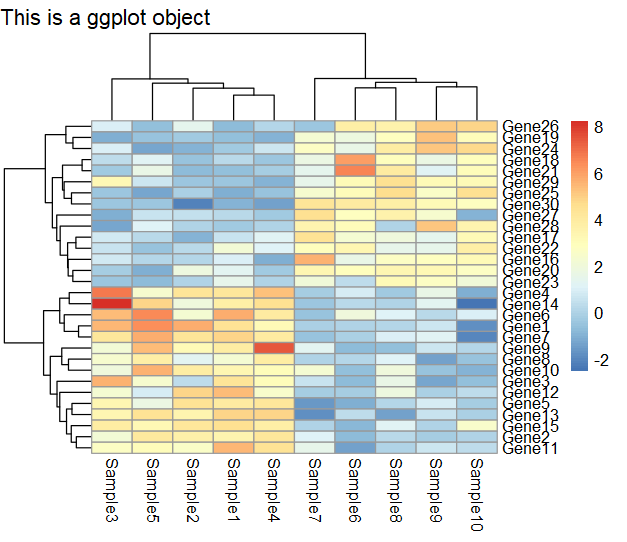 This is a ggplot object
Gene26
Gene19
Gene24
Gene18
Gene21
Gene29
Gene25
Gene30
Gene27
Gene28
Gene17
Gene22
Gene16
Gene20
Gene23
Gene4
Gene14
Gene6
Gene1
Gene7
Gene9
Gene8
Gene10
Gene3
Gene12
Gene5
Gene13
Gene15
Gene2
Gene11
8
6
4
2
0
-2
Sample3
Sample5
Sample2
Sample1
Sample4
Sample7
Sample6
Sample8
Sample9
Sample10